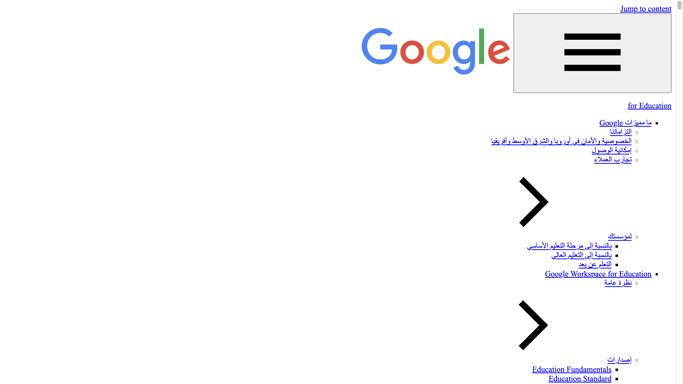 Jump to content
Google
for Education
ما مميزات Google
التزاماتنا
الخصوصية والأمان في أوروبا والشرق الأوسط وأفريقيا
إمكانية الوصول
تجارب العملاء
لمؤسستك
بالنسبة إلى مرحلة التعليم الأساسي
بالنسبة إلى التعليم العالي
التعلم عن بعد
Google Workspace for Education
نظرة عامة
إصدارات
Education Fundamentals
Education Standard